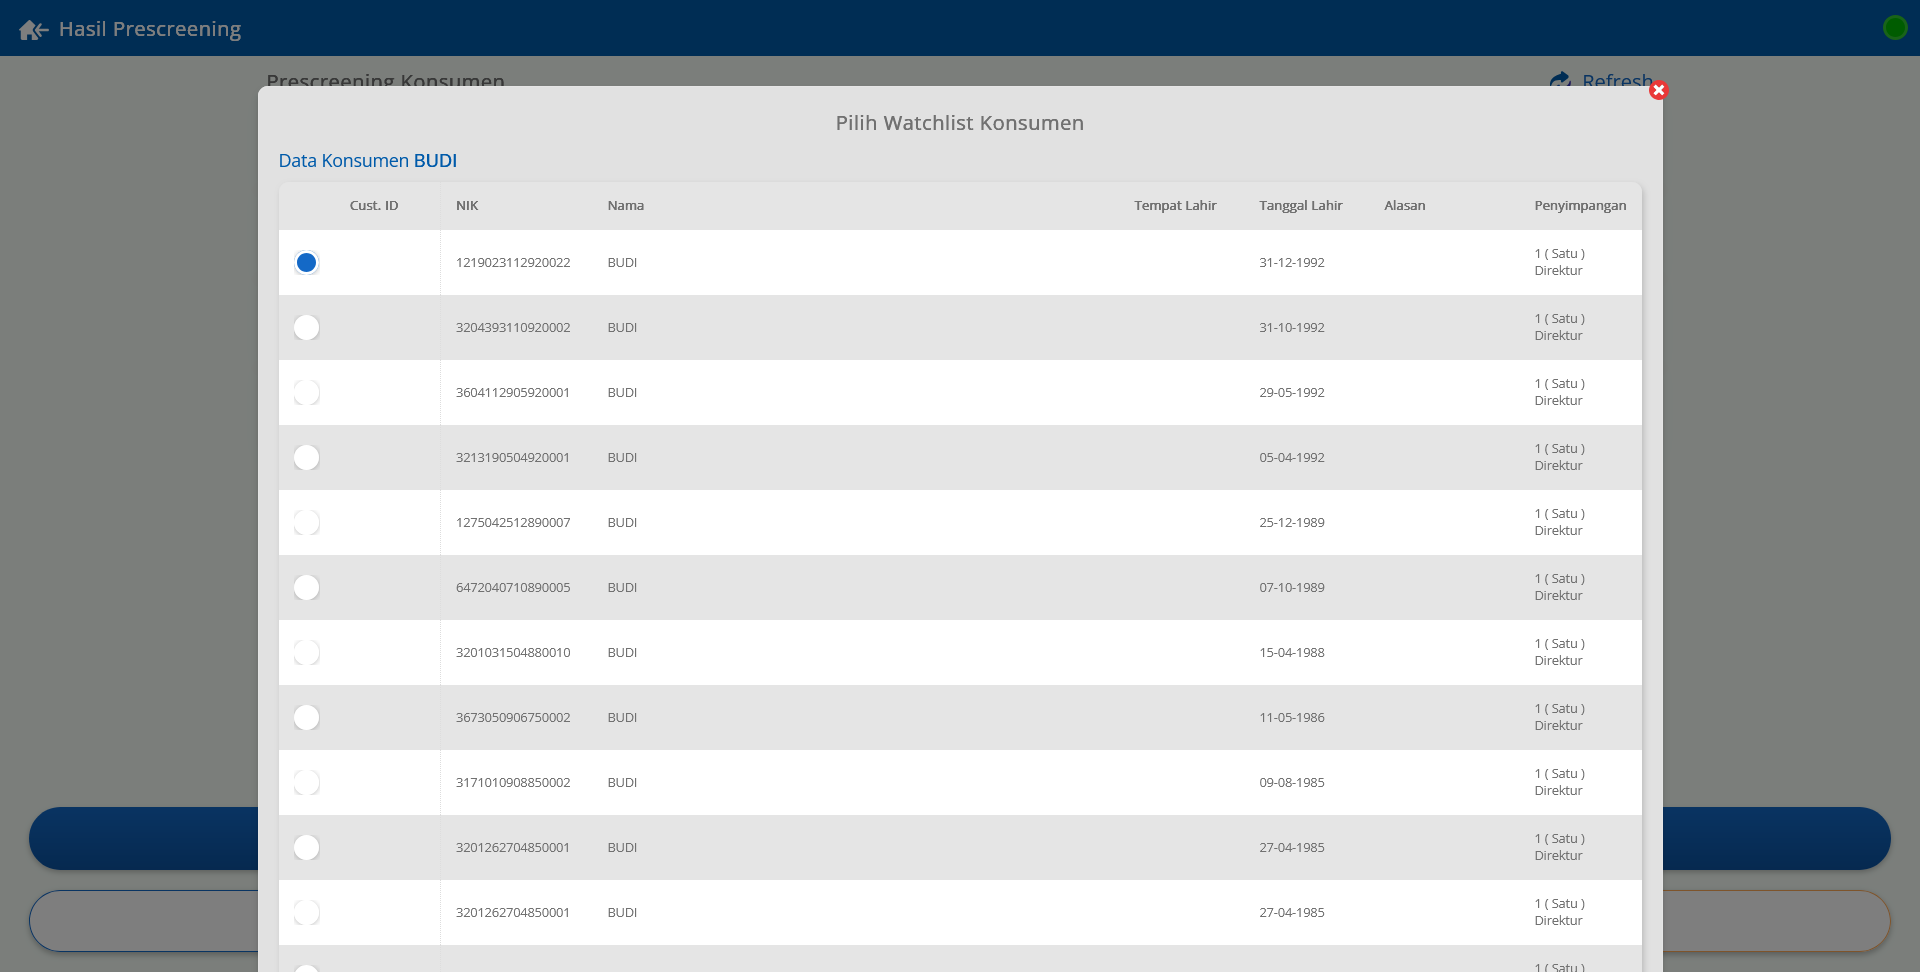 Hasil Prescreening
Prescreening Konsumen
Refresh
Pilih Watchlist Konsumen
Data Konsumen BUDI
Cust. ID NIK Nama Tempat Lahir Tanggal Lahir Alasan Penyimpangan
1219023112920022 BUDI 31-12-1992 1 ( Satu )
Direktur
3204393110920002 BUDI 31-10-1992 1 ( Satu )
Direktur
3604112905920001 BUDI 29-05-1992 1 ( Satu )
Direktur
3213190504920001 BUDI 05-04-1992 1 ( Satu )
Direktur
1275042512890007 BUDI 25-12-1989 1 ( Satu )
Direktur
6472040710890005 BUDI 07-10-1989 1 ( Satu )
Direktur
3201031504880010 BUDI 15-04-1988 1 ( Satu )
Direktur
3673050906750002 BUDI 11-05-1986 1 ( Satu )
Direktur
3171010908850002 BUDI 09-08-1985 1 ( Satu )
Direktur
3201262704850001 BUDI 27-04-1985 1 ( Satu )
Direktur
3201262704850001 BUDI 27-04-1985 1 ( Satu )
Direktur
1 ( Satu )